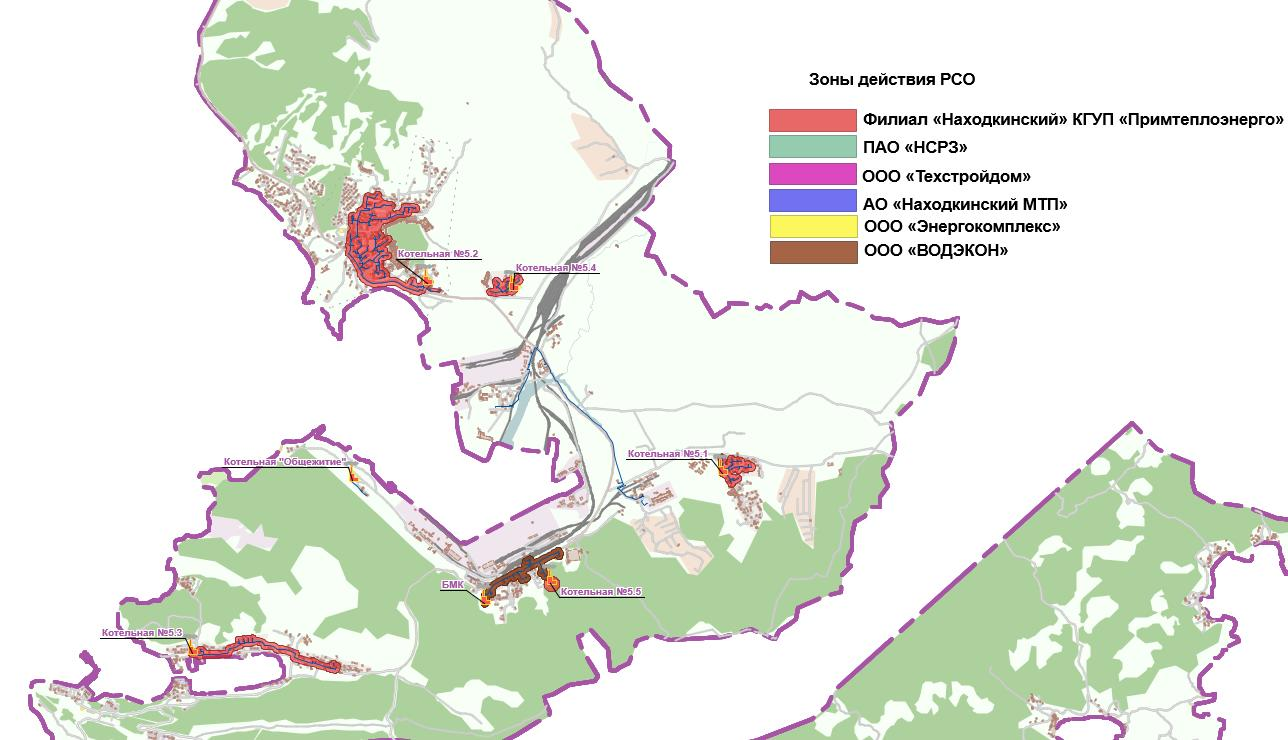 Зоны действия РСО
Филиал «Находкинский» КГУП «Примтеплоэнерго»
ПАО «НСРЗ»
ООО «Техстройдом»
АО «Находкинский МТП»
ООО «Энергокомплекс»
ООО «ВОДЭКОН»
Котельная №5.2
Котельная №5.4
Котельная №5.1
Котельная "Общежитие"
БМК
Котельная №5.5
Котельная №5.3